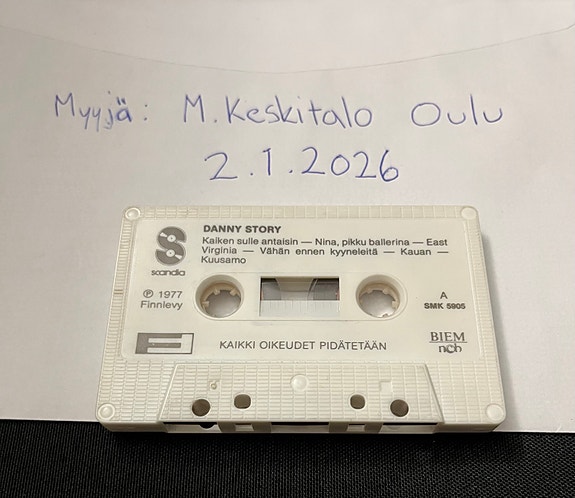 Myyjä: M. Keskitalo Oulu
2.1.2026
DANNY STORY
Kaiken sulle antaisin — Nina, pikku ballerina — East
Virginia — Vähän ennen kyyneleitä — Kauan —
Kuusamo
scandia
℗ 1977
Finnlevy
A
SMK 5905
KAIKKI OIKEUDET PIDÄTETÄÄN
BIEM
ncb